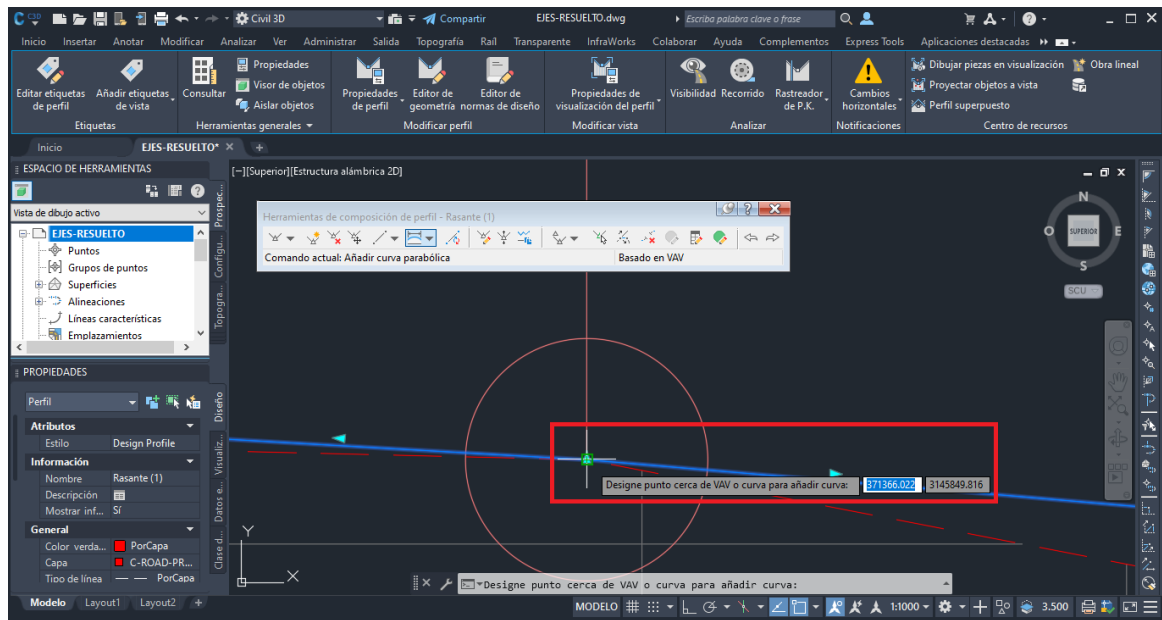 C 3D Civil 3D Compartir EJES-RESUELTO.dwg Escriba palabra clave o frase
Inicio Insertar Anotar Modificar Analizar Ver Administrar Salida Topografía Raíl Transparente InfraWorks Colaborar Ayuda Complementos Express Tools Aplicaciones destacadas
Editar etiquetas de perfil
Añadir etiquetas de vista
Etiquetas
Consultar
Propiedades
Visor de objetos
Aislar objetos
Herramientas generales
Propiedades de perfil
Editor de geometría
Editor de normas de diseño
Modificar perfil
Propiedades de visualización del perfil
Modificar vista
Visibilidad Recorrido
Rastreador de P.K.
Analizar
Cambios horizontales
Notificaciones
Dibujar piezas en visualización
Proyectar objetos a vista
Perfil superpuesto
Obra lineal
Centro de recursos
Inicio EJES-RESUELTO*
ESPACIO DE HERRAMIENTAS
Vista de dibujo activo
EJES-RESUELTO
Puntos
Grupos de puntos
Superficies
Alineaciones
Líneas características
Emplazamientos
Prospec...
Configu...
Topogra...
PROPIEDADES
Perfil
Atributos
Estilo Design Profile
Información
Nombre Rasante (1)
Descripción
Mostrar inf... Sí
General
Color verda... PorCapa
Capa C-ROAD-PR...
Tipo de línea PorCapa
Diseño
Visualiz...
Datos e...
Clase d...
[−][Superior][Estructura alámbrica 2D]
Herramientas de composición de perfil - Rasante (1)
Comando actual: Añadir curva parabólica Basado en VAV
N
O SUPERIOR E
S
SCU
Designe punto cerca de VAV o curva para añadir curva: 371366.022 3145849.816
Y
X
Designe punto cerca de VAV o curva para añadir curva:
Modelo Layout1 Layout2 +
MODELO 1:1000 3.500